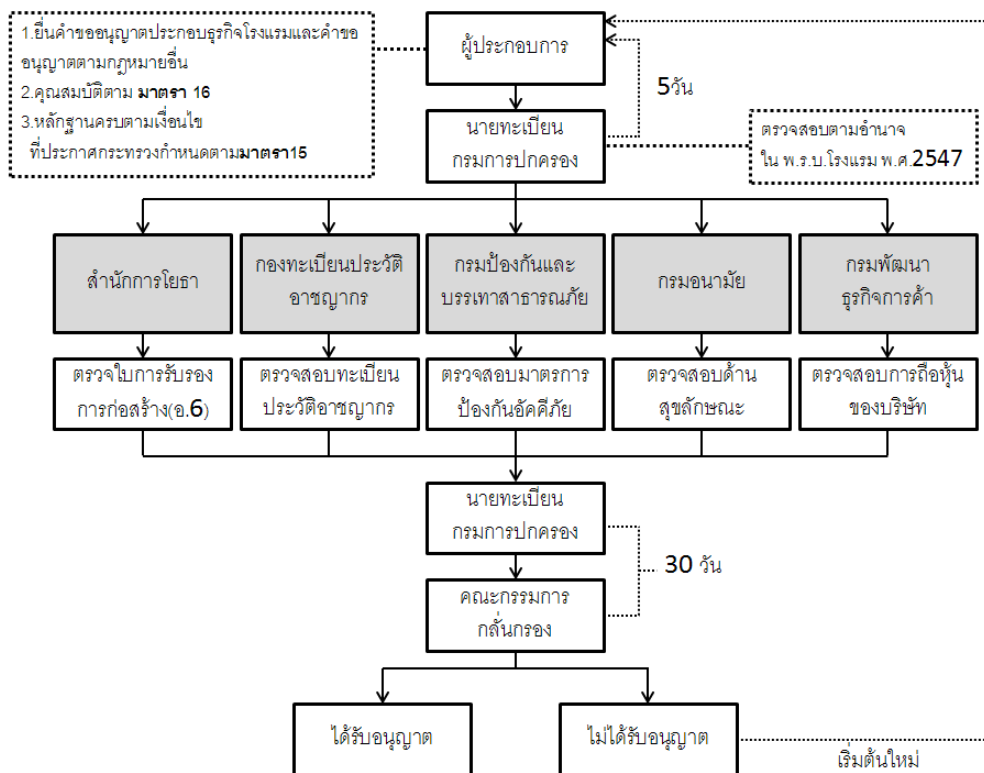 1.ยื่นคำขออนุญาตประกอบธุรกิจโรงแรมและคำขอ
อนุญาตตามกฎหมายอื่น
2.คุณสมบัติตาม มาตรา 16
3.หลักฐานครบตามเงื่อนไข
ที่ประกาศกระทรวงกำหนดตามมาตรา15
ผู้ประกอบการ
5วัน
นายทะเบียน
กรมการปกครอง
ตรวจสอบตามอำนาจ
ใน พ.ร.บ.โรงแรม พ.ศ.2547
สำนักการโยธา
กองทะเบียนประวัติ
อาชญากร
กรมป้องกันและ
บรรเทาสาธารณภัย
กรมอนามัย
กรมพัฒนา
ธุรกิจการค้า
ตรวจใบการรับรอง
การก่อสร้าง(อ.6)
ตรวจสอบทะเบียน
ประวัติอาชญากร
ตรวจสอบมาตรการ
ป้องกันอัคคีภัย
ตรวจสอบด้าน
สุขลักษณะ
ตรวจสอบการถือหุ้น
ของบริษัท
นายทะเบียน
กรมการปกครอง
30 วัน
คณะกรรมการ
กลั่นกรอง
ได้รับอนุญาต
ไม่ได้รับอนุญาต
เริ่มต้นใหม่